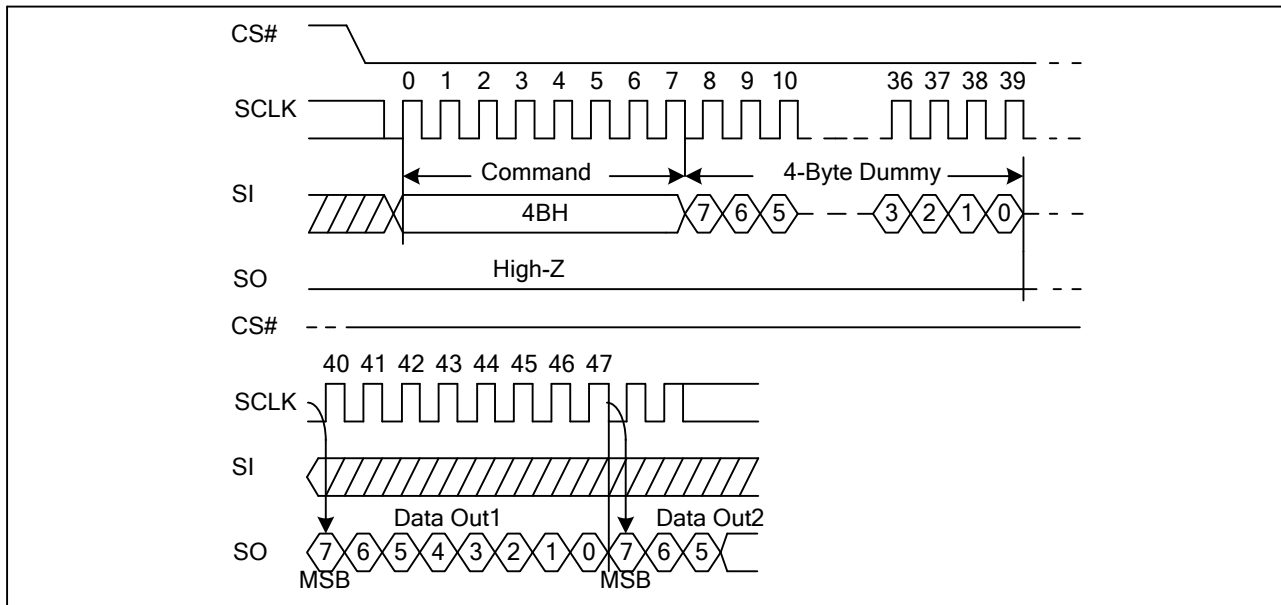 CS#
0 1 2 3 4 5 6 7 8 9 10 36 37 38 39
SCLK
Command 4-Byte Dummy
SI 4BH 7 6 5 3 2 1 0
High-Z
SO
CS#
40 41 42 43 44 45 46 47
SCLK
SI
Data Out1 Data Out2
SO 7 6 5 4 3 2 1 0 7 6 5
MSB MSB